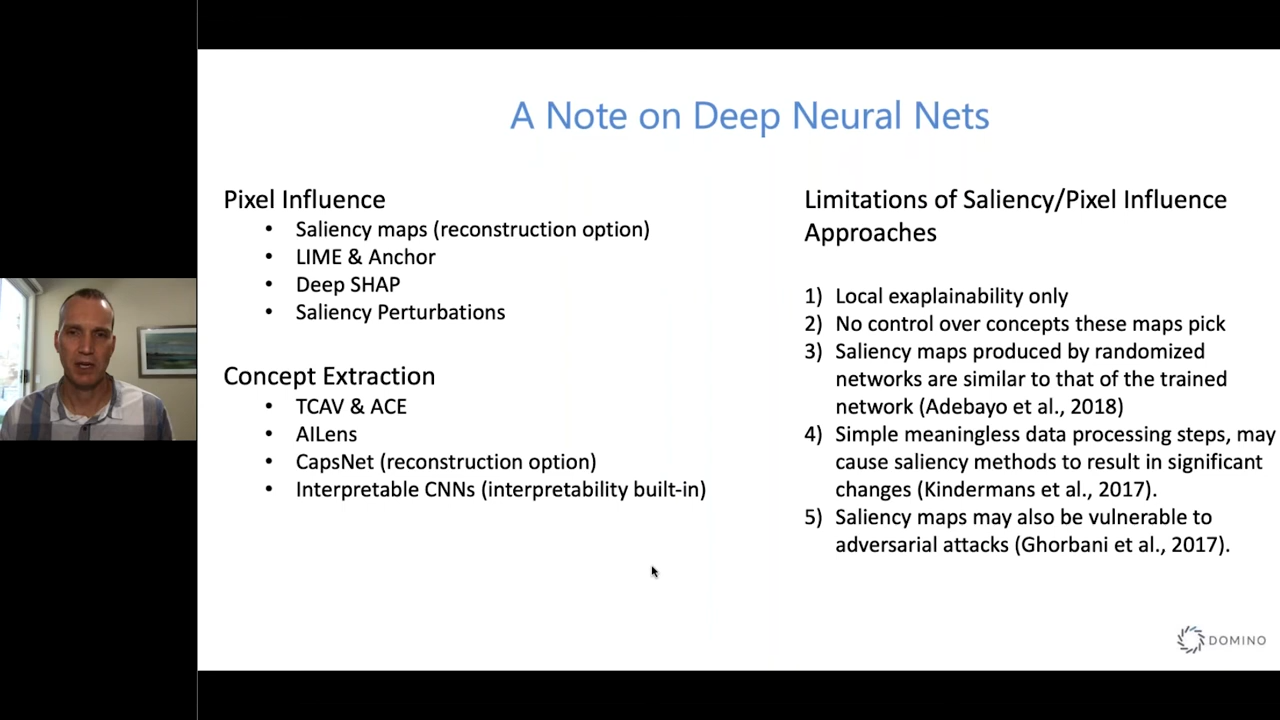 A Note on Deep Neural Nets
Pixel Influence
• Saliency maps (reconstruction option)
• LIME & Anchor
• Deep SHAP
• Saliency Perturbations
Concept Extraction
• TCAV & ACE
• AILens
• CapsNet (reconstruction option)
• Interpretable CNNs (interpretability built-in)
Limitations of Saliency/Pixel Influence
Approaches
1) Local exaplainability only
2) No control over concepts these maps pick
3) Saliency maps produced by randomized
networks are similar to that of the trained
network (Adebayo et al., 2018)
4) Simple meaningless data processing steps, may
cause saliency methods to result in significant
changes (Kindermans et al., 2017).
5) Saliency maps may also be vulnerable to
adversarial attacks (Ghorbani et al., 2017).
DOMINO